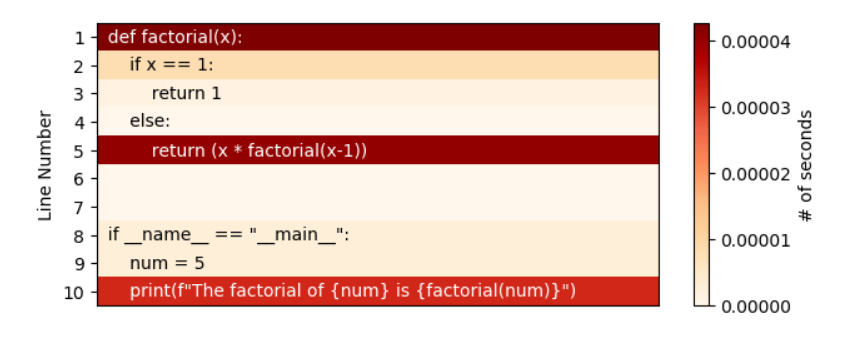 1 def factorial(x):
2 if x == 1:
3 return 1
4 else:
5 return (x * factorial(x-1))
6
7
8 if __name__ == "__main__":
9 num = 5
10 print(f"The factorial of {num} is {factorial(num)}")
Line Number
0.00004
0.00003
0.00002
0.00001
0.00000
# of seconds